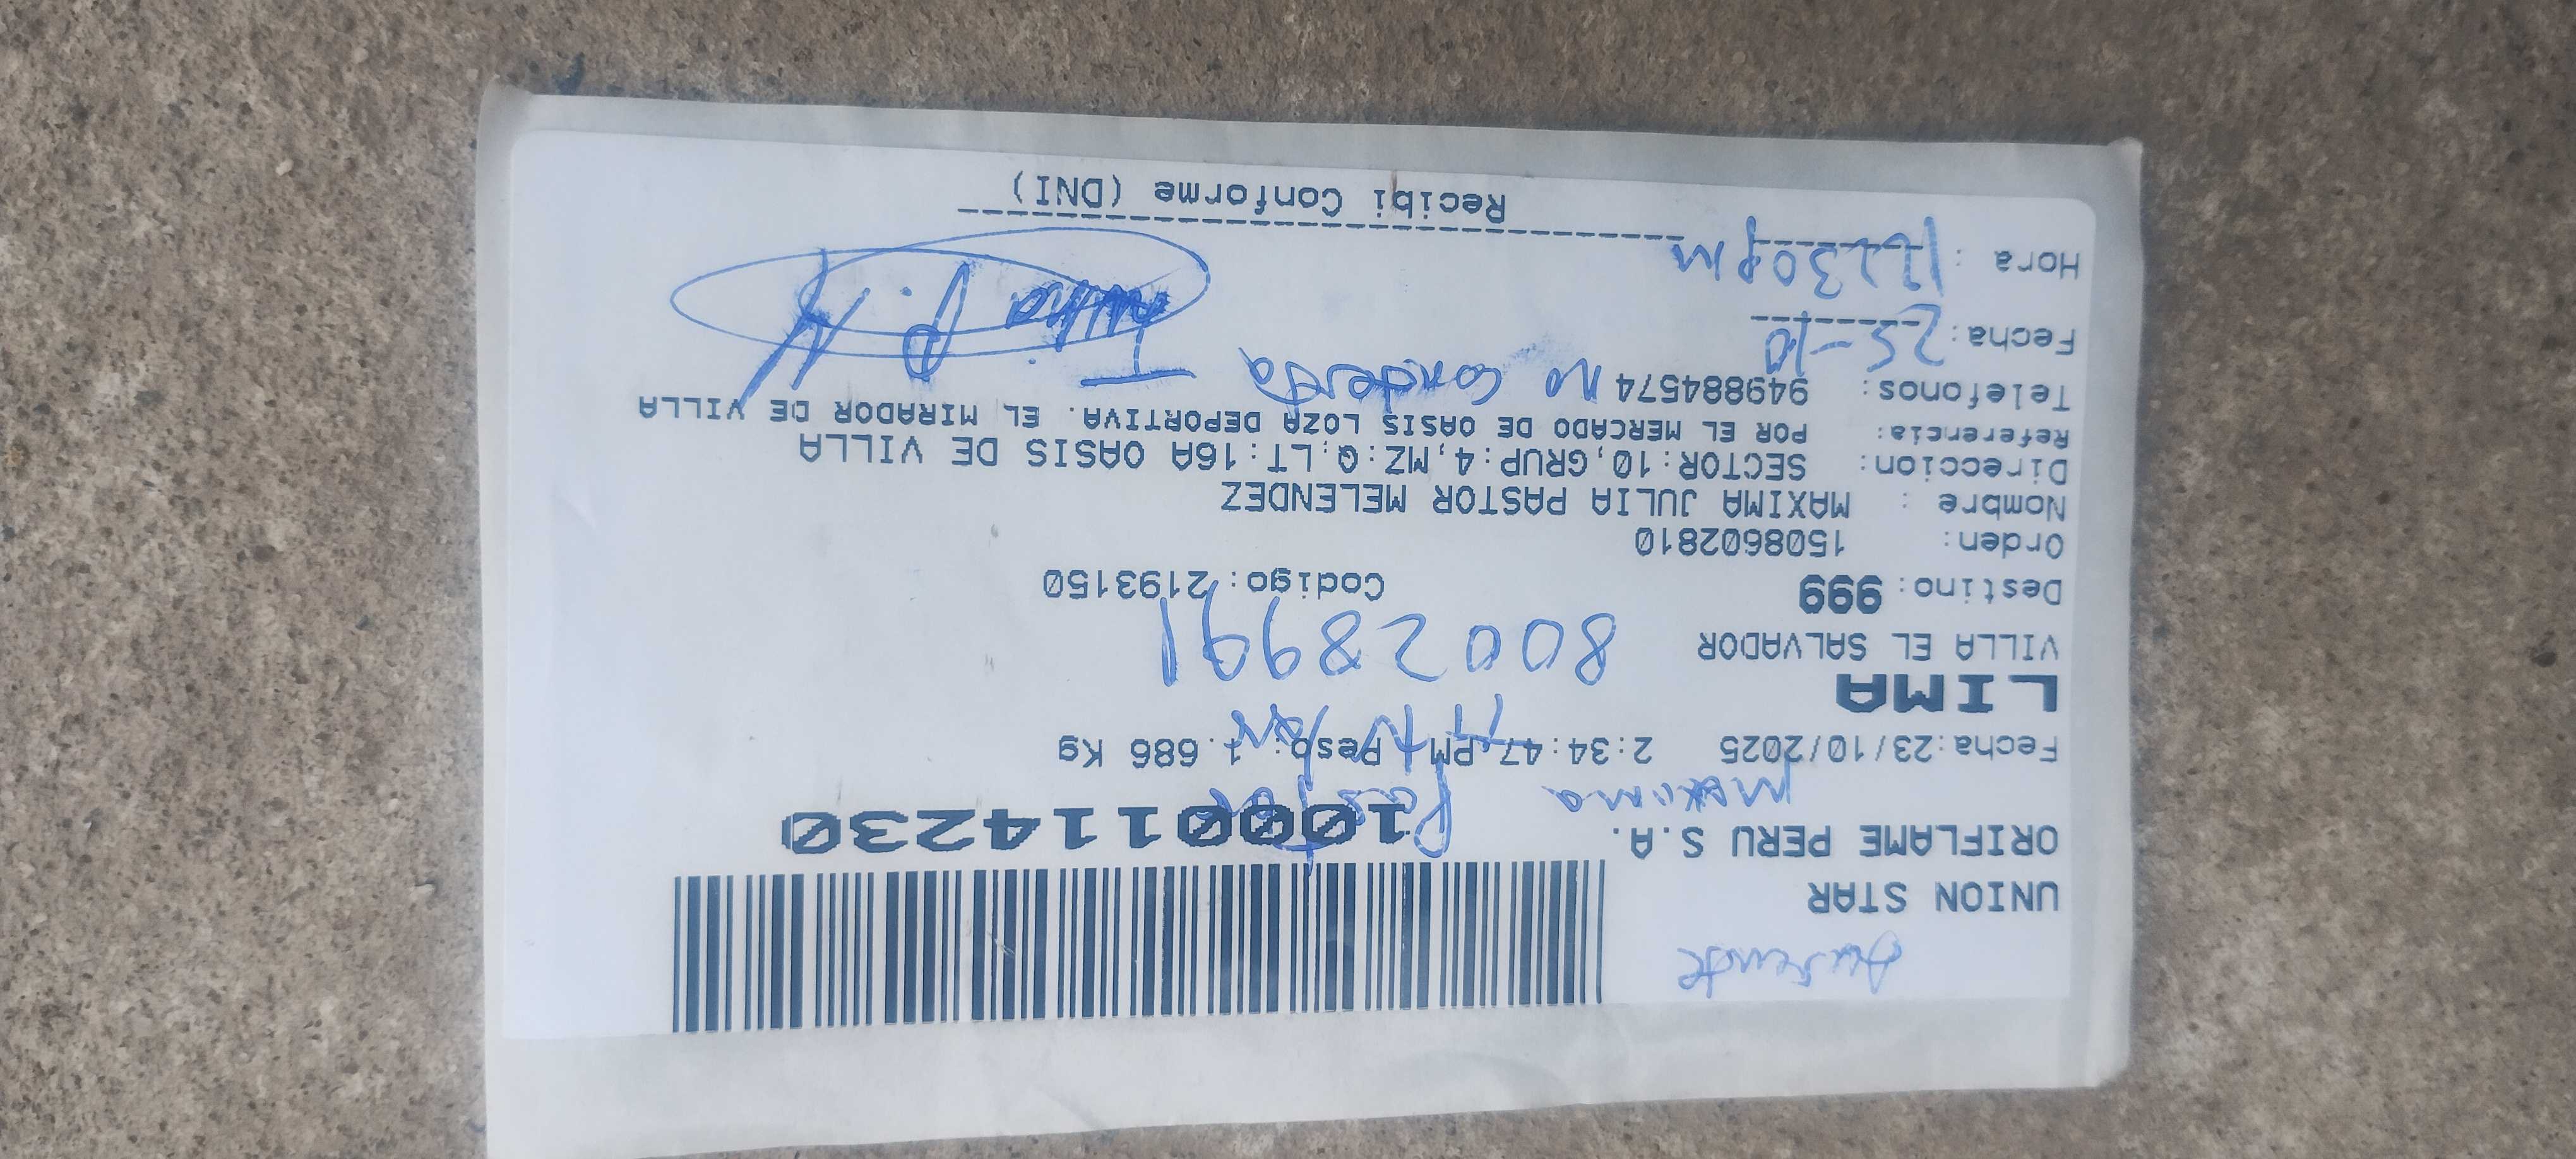 Ausente
UNION STAR
ORIFLAME PERU S.A.
1000114230
Maxima Pastor
Fecha:23/10/2025 2:34:47 PM Peso: 1.686 Kg
LIMA
VILLA EL SALVADOR
80028991
Destino: 999 Codigo:2193150
Orden: 1508602810
Nombre : MAXIMA JULIA PASTOR MELENDEZ
Direccion: SECTOR:10,GRUP:4,MZ:Q,LT:16A OASIS DE VILLA
Referencia: POR EL MERCADO DE OASIS LOZA DEPORTIVA. EL MIRADOR DE VILLA
Telefonos: 949884574 no contesta
Fecha: 25-10
Hora : 12:30pm
Recibi Conforme (DNI)